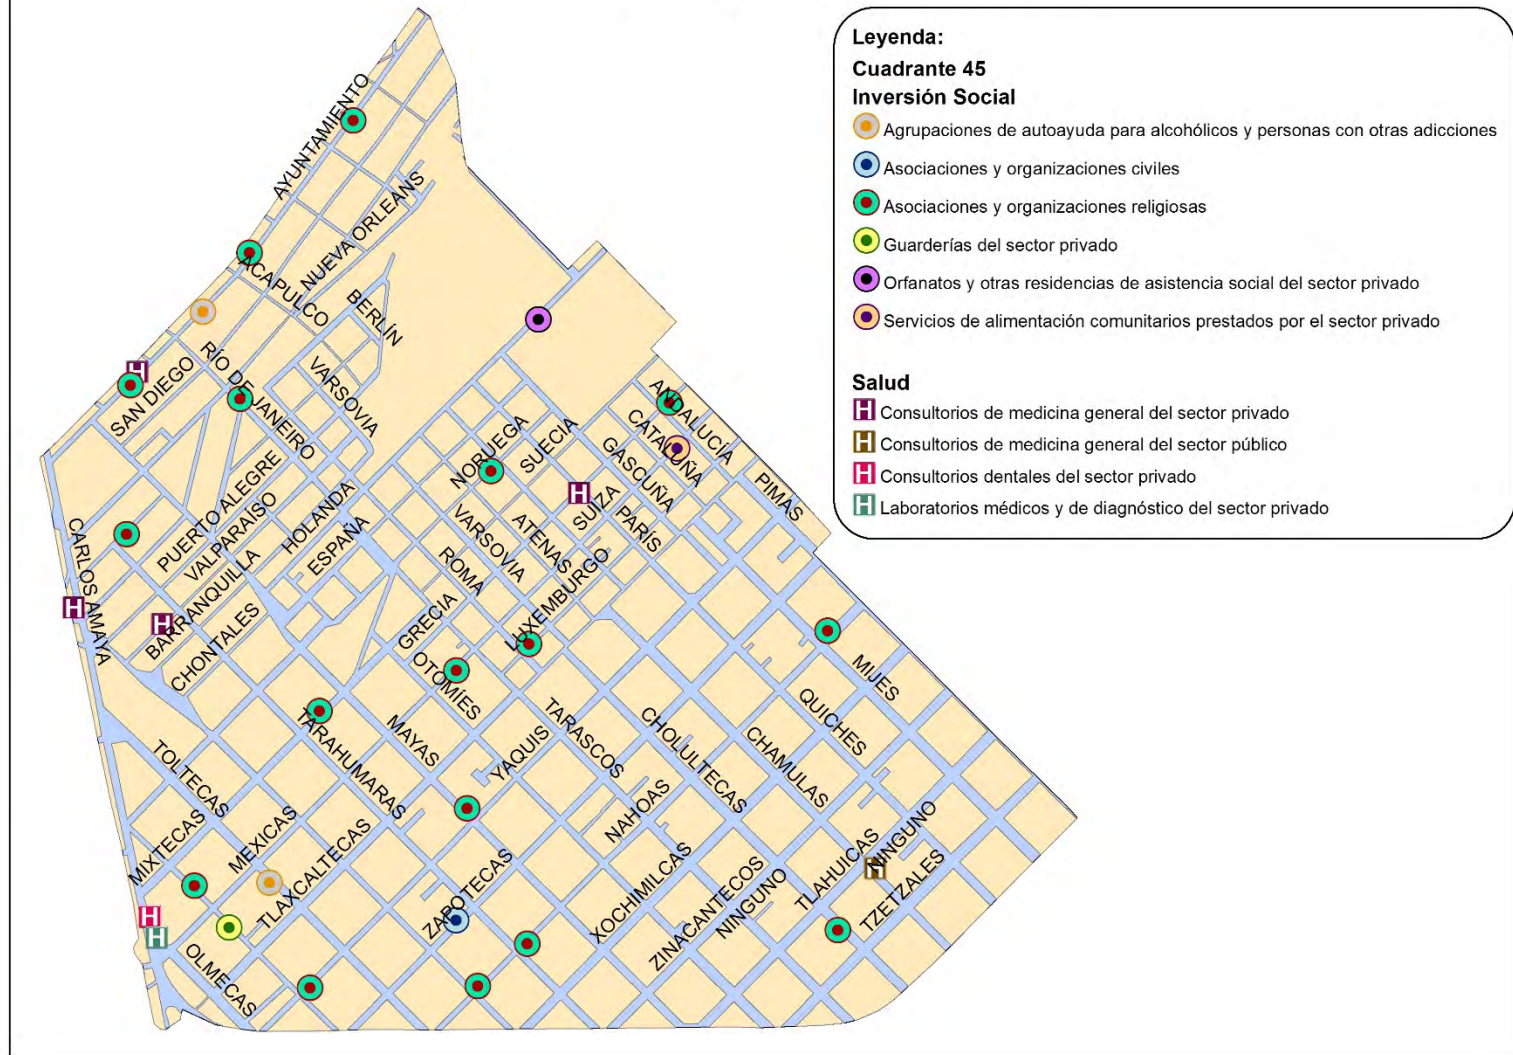 Leyenda:
Cuadrante 45
Inversión Social
Agrupaciones de autoayuda para alcohólicos y personas con otras adicciones
Asociaciones y organizaciones civiles
Asociaciones y organizaciones religiosas
Guarderías del sector privado
Orfanatos y otras residencias de asistencia social del sector privado
Servicios de alimentación comunitarios prestados por el sector privado
Salud
H Consultorios de medicina general del sector privado
H Consultorios de medicina general del sector público
H Consultorios dentales del sector privado
H Laboratorios médicos y de diagnóstico del sector privado
AYUNTAMIENTO
NUEVA ORLEANS
ACAPULCO
BERLÍN
H
SAN DIEGO
RÍO DE JANEIRO
VARSOVIA
ANDALUCÍA
CATALUÑA
GASCUÑA
NORUEGA
SUECIA
PIMAS
H
SUIZA
PARÍS
PUERTO ALEGRE
VALPARAÍSO
HOLANDA
ESPAÑA
VARSOVIA
ATENAS
ROMA
LUXEMBURGO
CARLOS AMAYA
H
H
BARRANQUILLA
CHONTALES
GRECIA
OTOMÍES
MIJES
QUICHES
TARAHUMARAS
MAYAS
YAQUIS
TARASCOS
CHOLULTECAS
CHAMULAS
TOLTECAS
MIXTECAS
MEXICAS
TLAXCALTECAS
NAHOAS
ZAPOTECAS
XOCHIMILCAS
ZINACANTECOS
NINGUNO
TLAHUICAS
NINGUNO
H
TZETZALES
H
H
OLMECAS